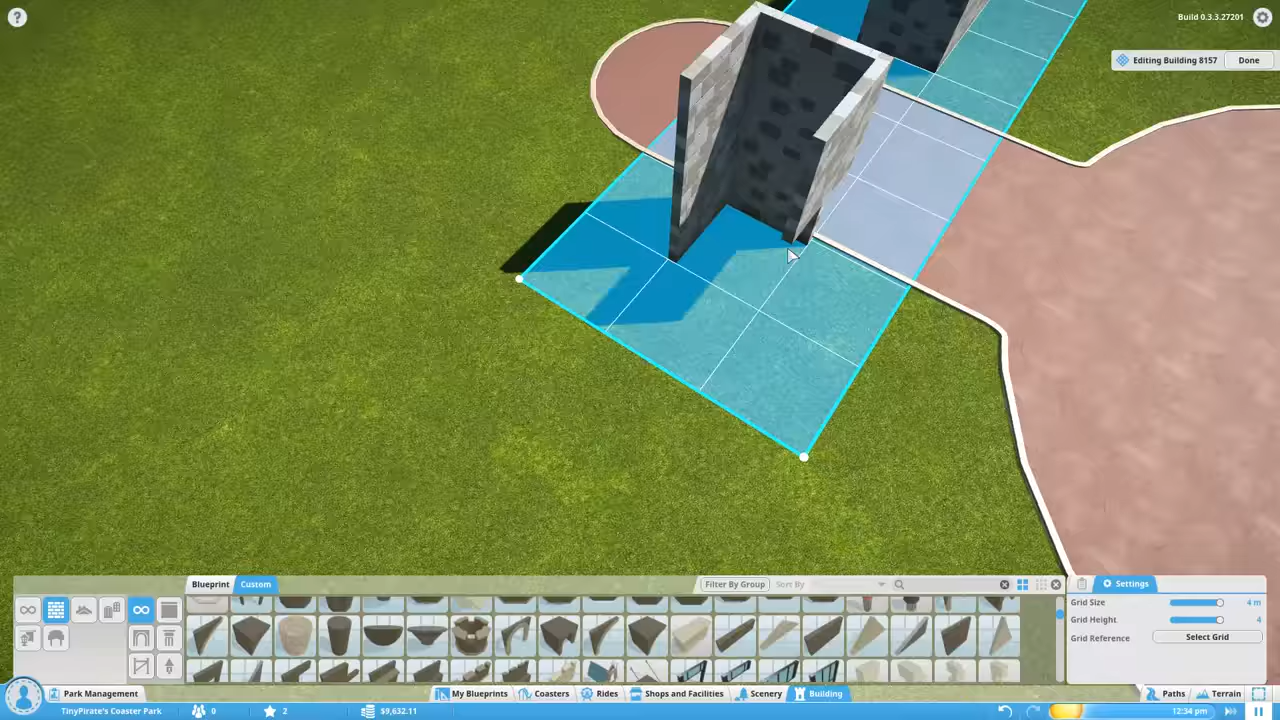 ?
Build 0.3.3.27201
Editing Building 8157
Done
Blueprint
Custom
Filter By Group
Sort By
Settings
Grid Size
4 m
Grid Height
4
Grid Reference
Select Grid
Park Management
My Blueprints
Coasters
Rides
Shops and Facilities
Scenery
Building
Paths
Terrain
TinyPirate's Coaster Park
0
2
$9,632.11
12:34 pm